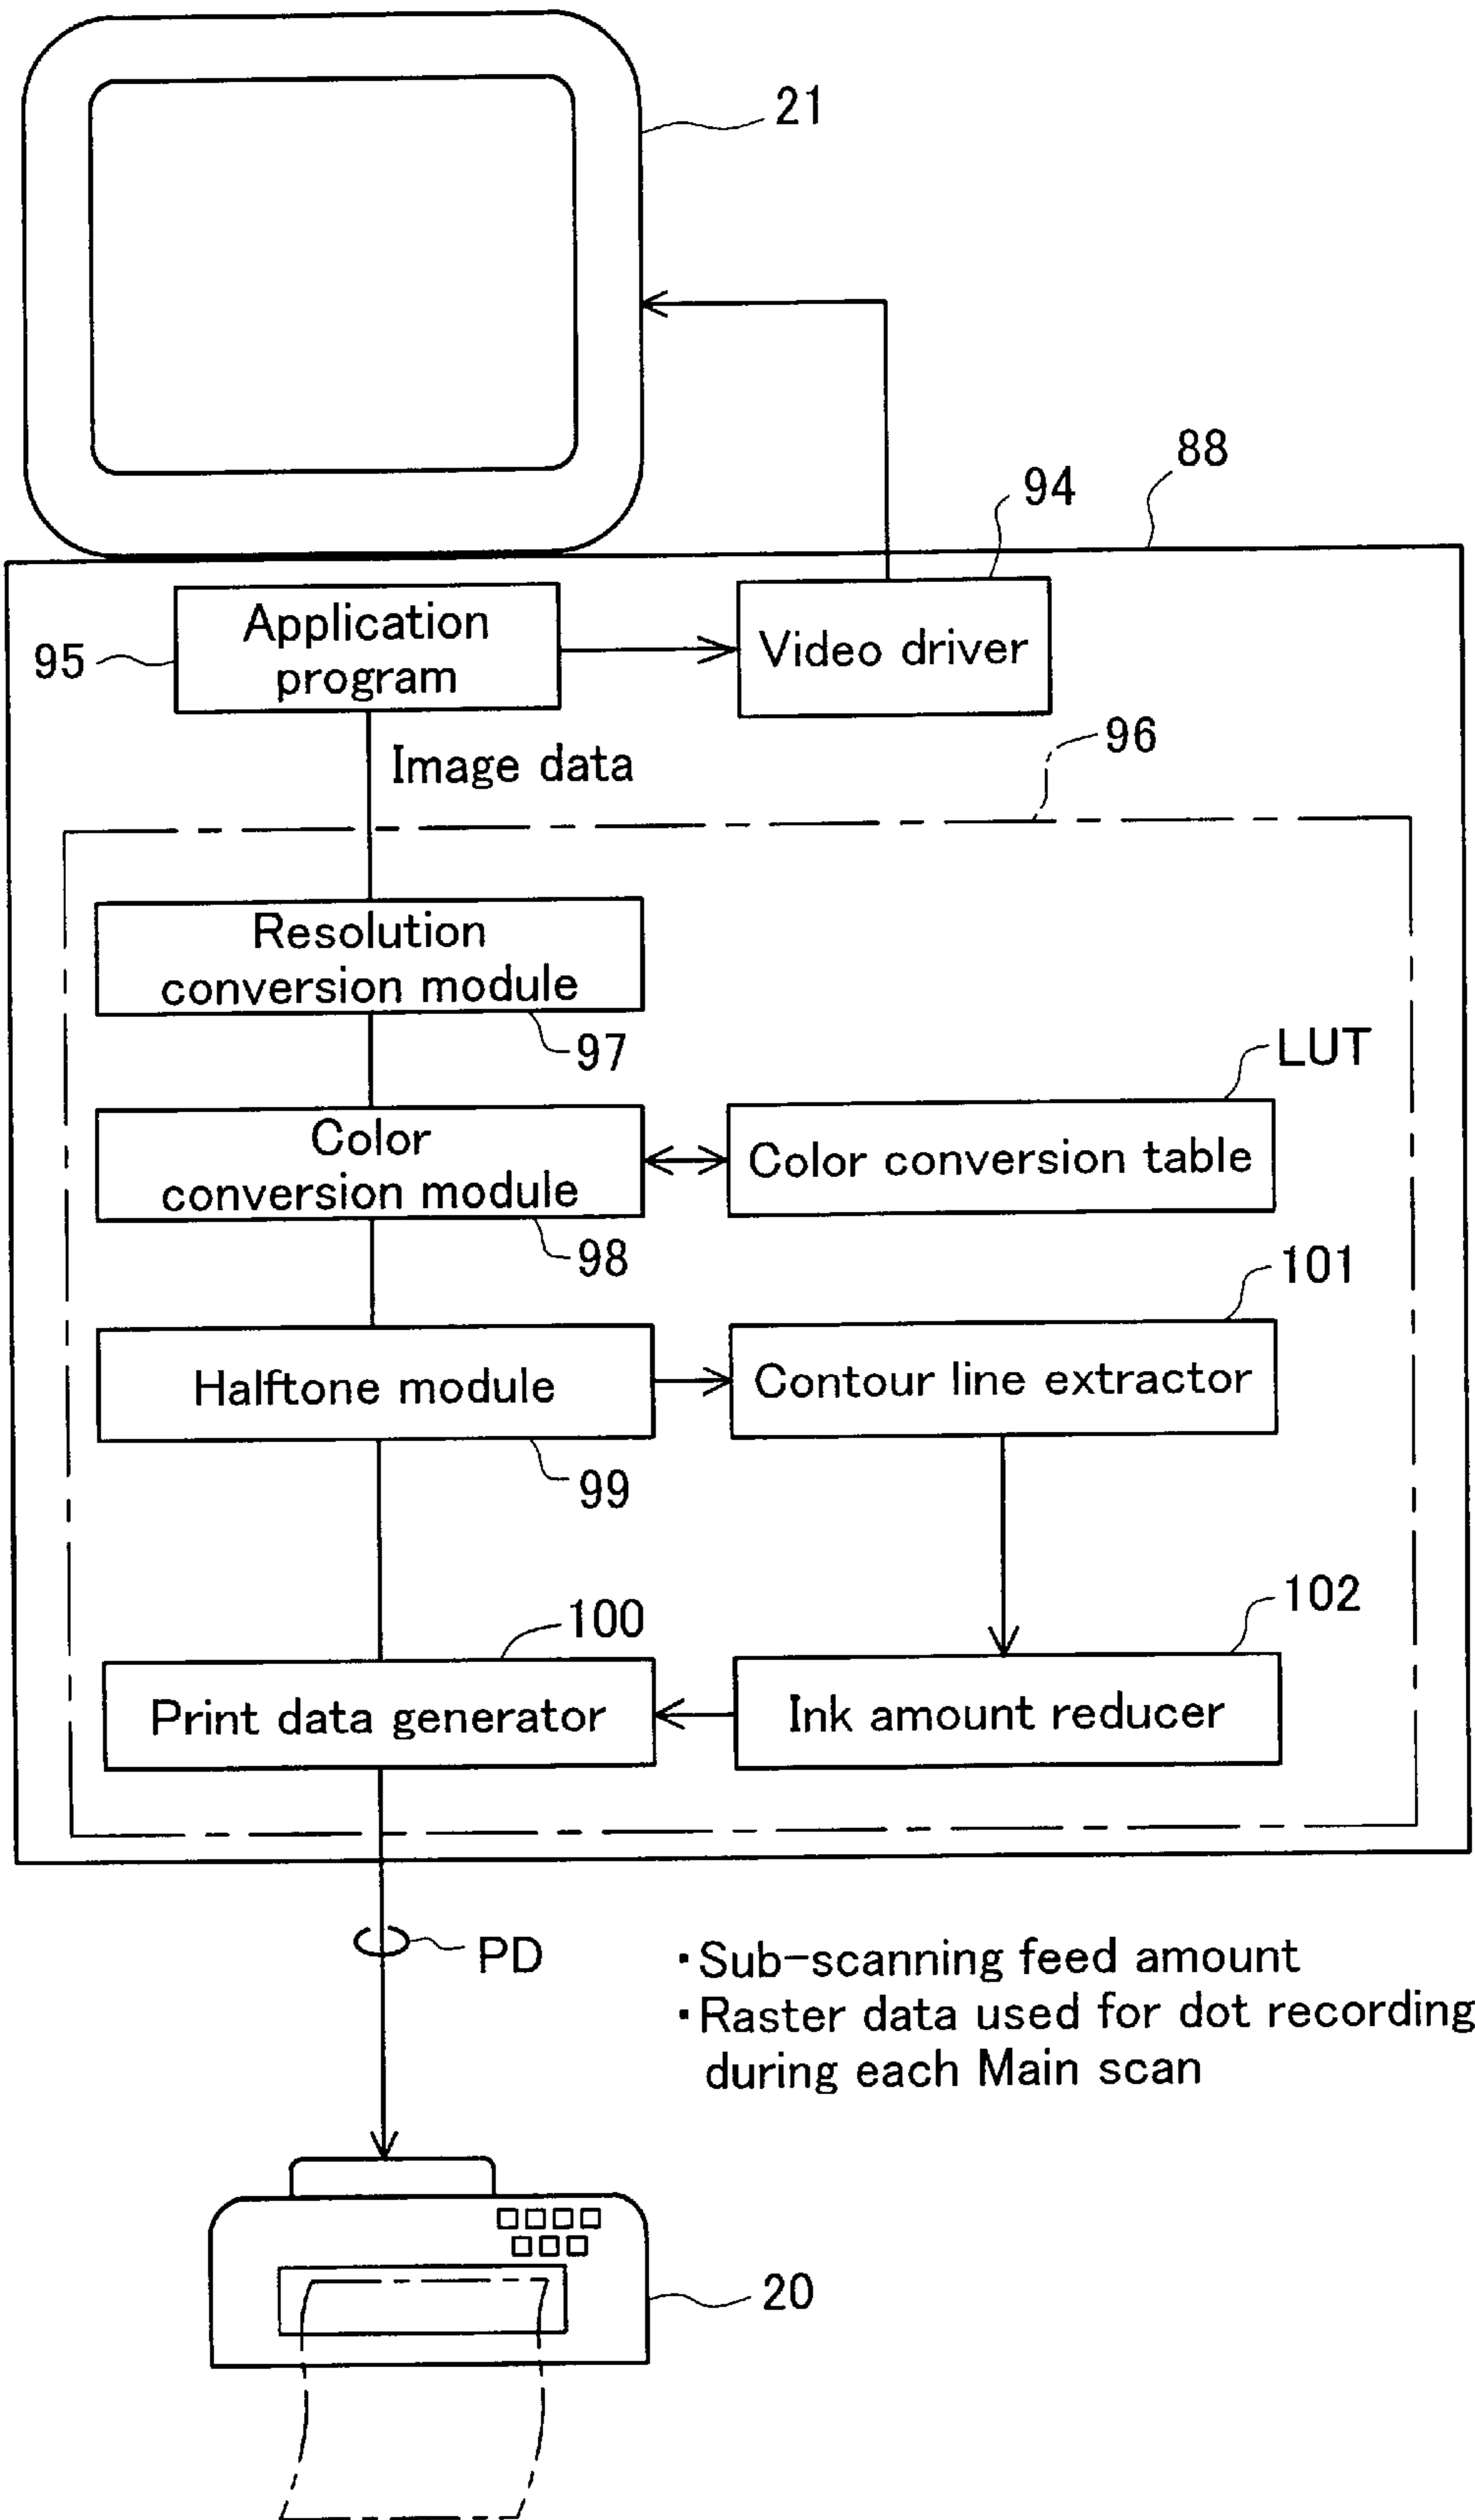 21
88
94
Application
program
Video driver
95
96
Image data
Resolution
conversion module
97
LUT
Color
conversion module
Color conversion table
98
101
Halftone module
Contour line extractor
99
102
100
Print data generator
Ink amount reducer
PD
・Sub-scanning feed amount
・Raster data used for dot recording
during each Main scan
20